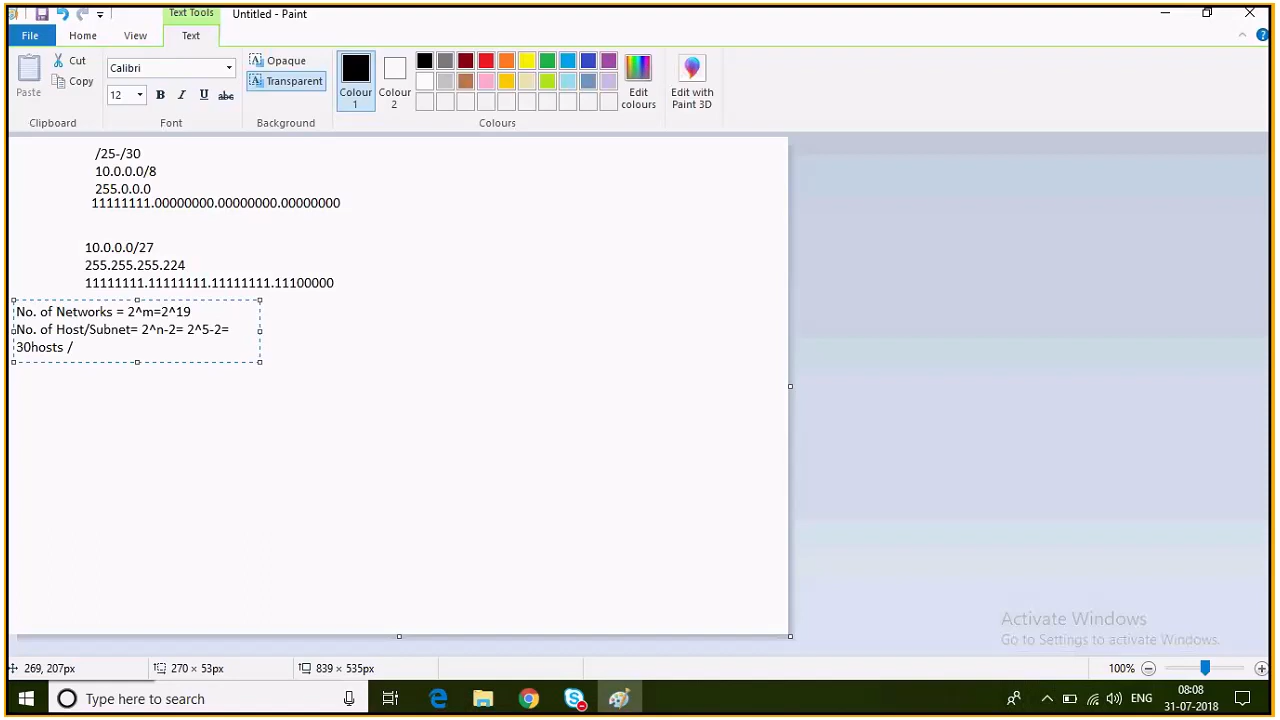 Text Tools
Untitled - Paint
File
Home
View
Text
Paste
Cut
Copy
Clipboard
Calibri
12
B I U abc
Font
Opaque
Transparent
Background
Colour 1
Colour 2
Edit colours
Edit with Paint 3D
Colours
/25-/30
10.0.0.0/8
255.0.0.0
11111111.00000000.00000000.00000000
10.0.0.0/27
255.255.255.224
11111111.11111111.11111111.11100000
No. of Networks = 2^m=2^19
No. of Host/Subnet= 2^n-2= 2^5-2=
30hosts /
Activate Windows
Go to Settings to activate Windows.
269, 207px
270 × 53px
839 × 535px
100%
Type here to search
ENG
08:08
31-07-2018